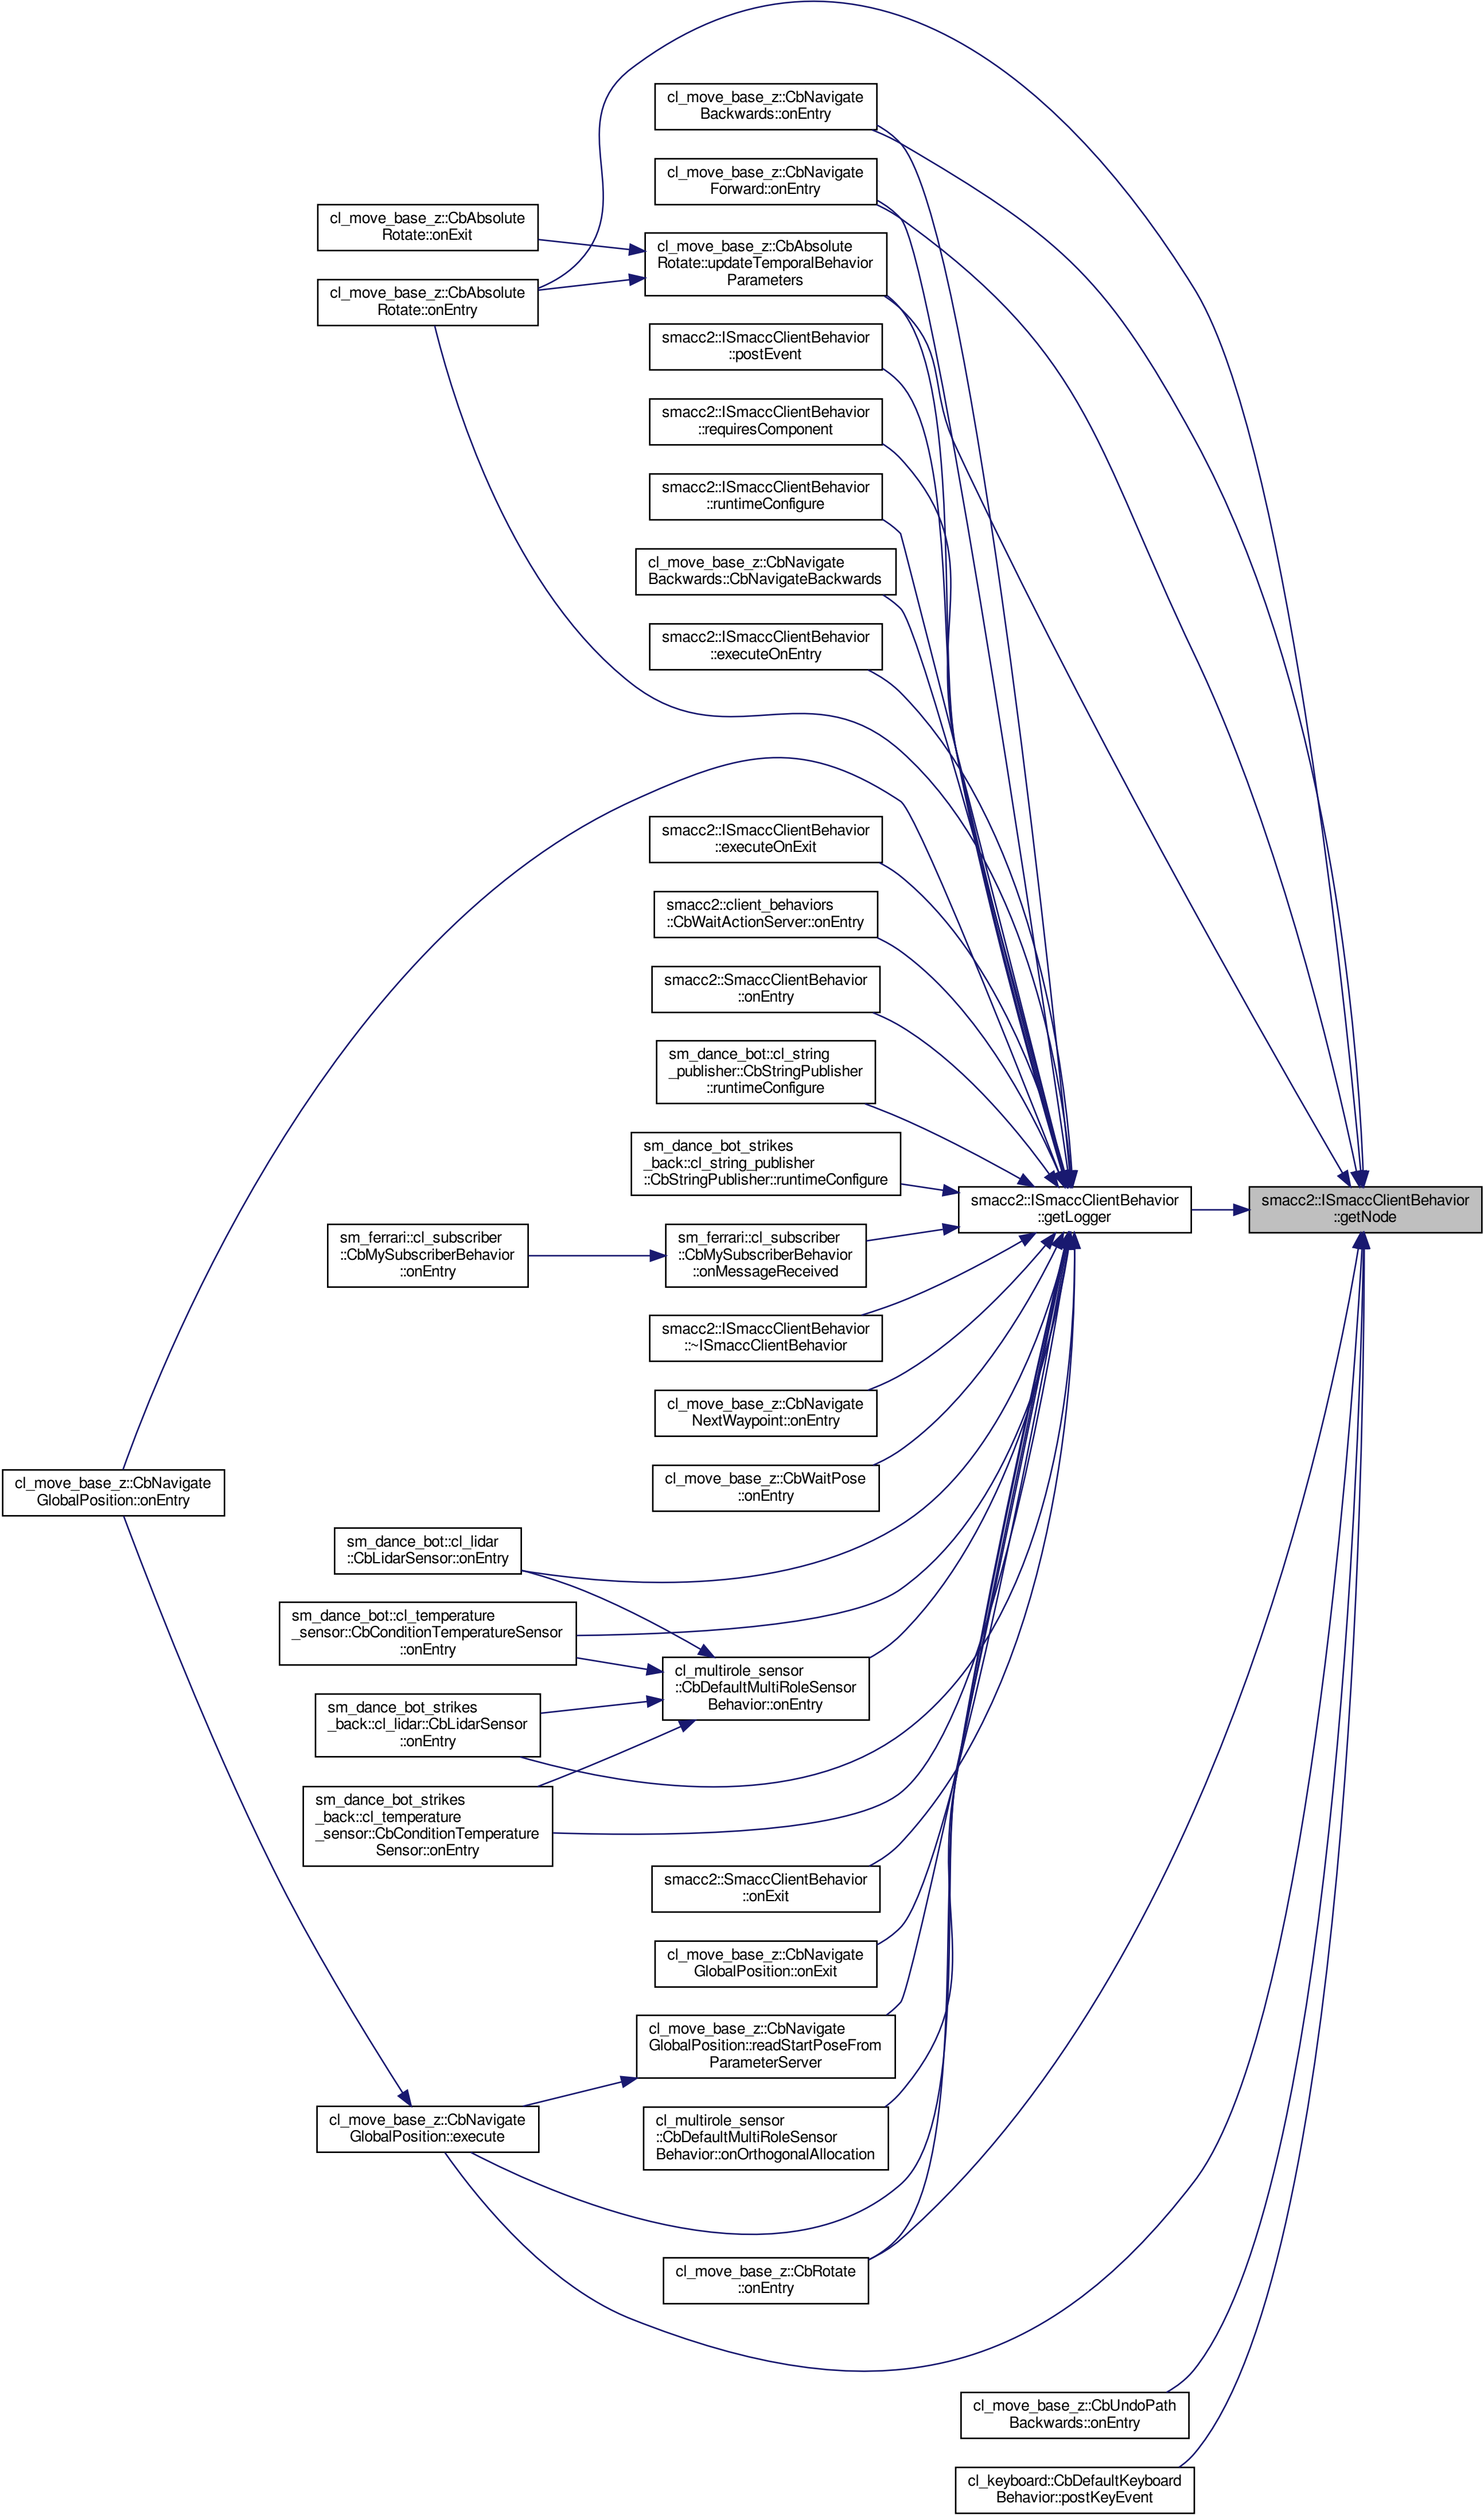 cl_move_base_z::CbNavigate
Backwards::onEntry
cl_move_base_z::CbNavigate
Forward::onEntry
cl_move_base_z::CbAbsolute
Rotate::onExit
cl_move_base_z::CbAbsolute
Rotate::updateTemporalBehavior
Parameters
cl_move_base_z::CbAbsolute
Rotate::onEntry
smacc2::ISmaccClientBehavior
::postEvent
smacc2::ISmaccClientBehavior
::requiresComponent
smacc2::ISmaccClientBehavior
::runtimeConfigure
cl_move_base_z::CbNavigate
Backwards::CbNavigateBackwards
smacc2::ISmaccClientBehavior
::executeOnEntry
smacc2::ISmaccClientBehavior
::executeOnExit
smacc2::client_behaviors
::CbWaitActionServer::onEntry
smacc2::SmaccClientBehavior
::onEntry
sm_dance_bot::cl_string
_publisher::CbStringPublisher
::runtimeConfigure
sm_dance_bot_strikes
_back::cl_string_publisher
::CbStringPublisher::runtimeConfigure
smacc2::ISmaccClientBehavior
::getLogger
smacc2::ISmaccClientBehavior
::getNode
sm_ferrari::cl_subscriber
::CbMySubscriberBehavior
::onEntry
sm_ferrari::cl_subscriber
::CbMySubscriberBehavior
::onMessageReceived
smacc2::ISmaccClientBehavior
::~ISmaccClientBehavior
cl_move_base_z::CbNavigate
NextWaypoint::onEntry
cl_move_base_z::CbWaitPose
::onEntry
cl_move_base_z::CbNavigate
GlobalPosition::onEntry
sm_dance_bot::cl_lidar
::CbLidarSensor::onEntry
sm_dance_bot::cl_temperature
_sensor::CbConditionTemperatureSensor
::onEntry
cl_multirole_sensor
::CbDefaultMultiRoleSensor
Behavior::onEntry
sm_dance_bot_strikes
_back::cl_lidar::CbLidarSensor
::onEntry
sm_dance_bot_strikes
_back::cl_temperature
_sensor::CbConditionTemperature
Sensor::onEntry
smacc2::SmaccClientBehavior
::onExit
cl_move_base_z::CbNavigate
GlobalPosition::onExit
cl_move_base_z::CbNavigate
GlobalPosition::readStartPoseFrom
ParameterServer
cl_move_base_z::CbNavigate
GlobalPosition::execute
cl_multirole_sensor
::CbDefaultMultiRoleSensor
Behavior::onOrthogonalAllocation
cl_move_base_z::CbRotate
::onEntry
cl_move_base_z::CbUndoPath
Backwards::onEntry
cl_keyboard::CbDefaultKeyboard
Behavior::postKeyEvent